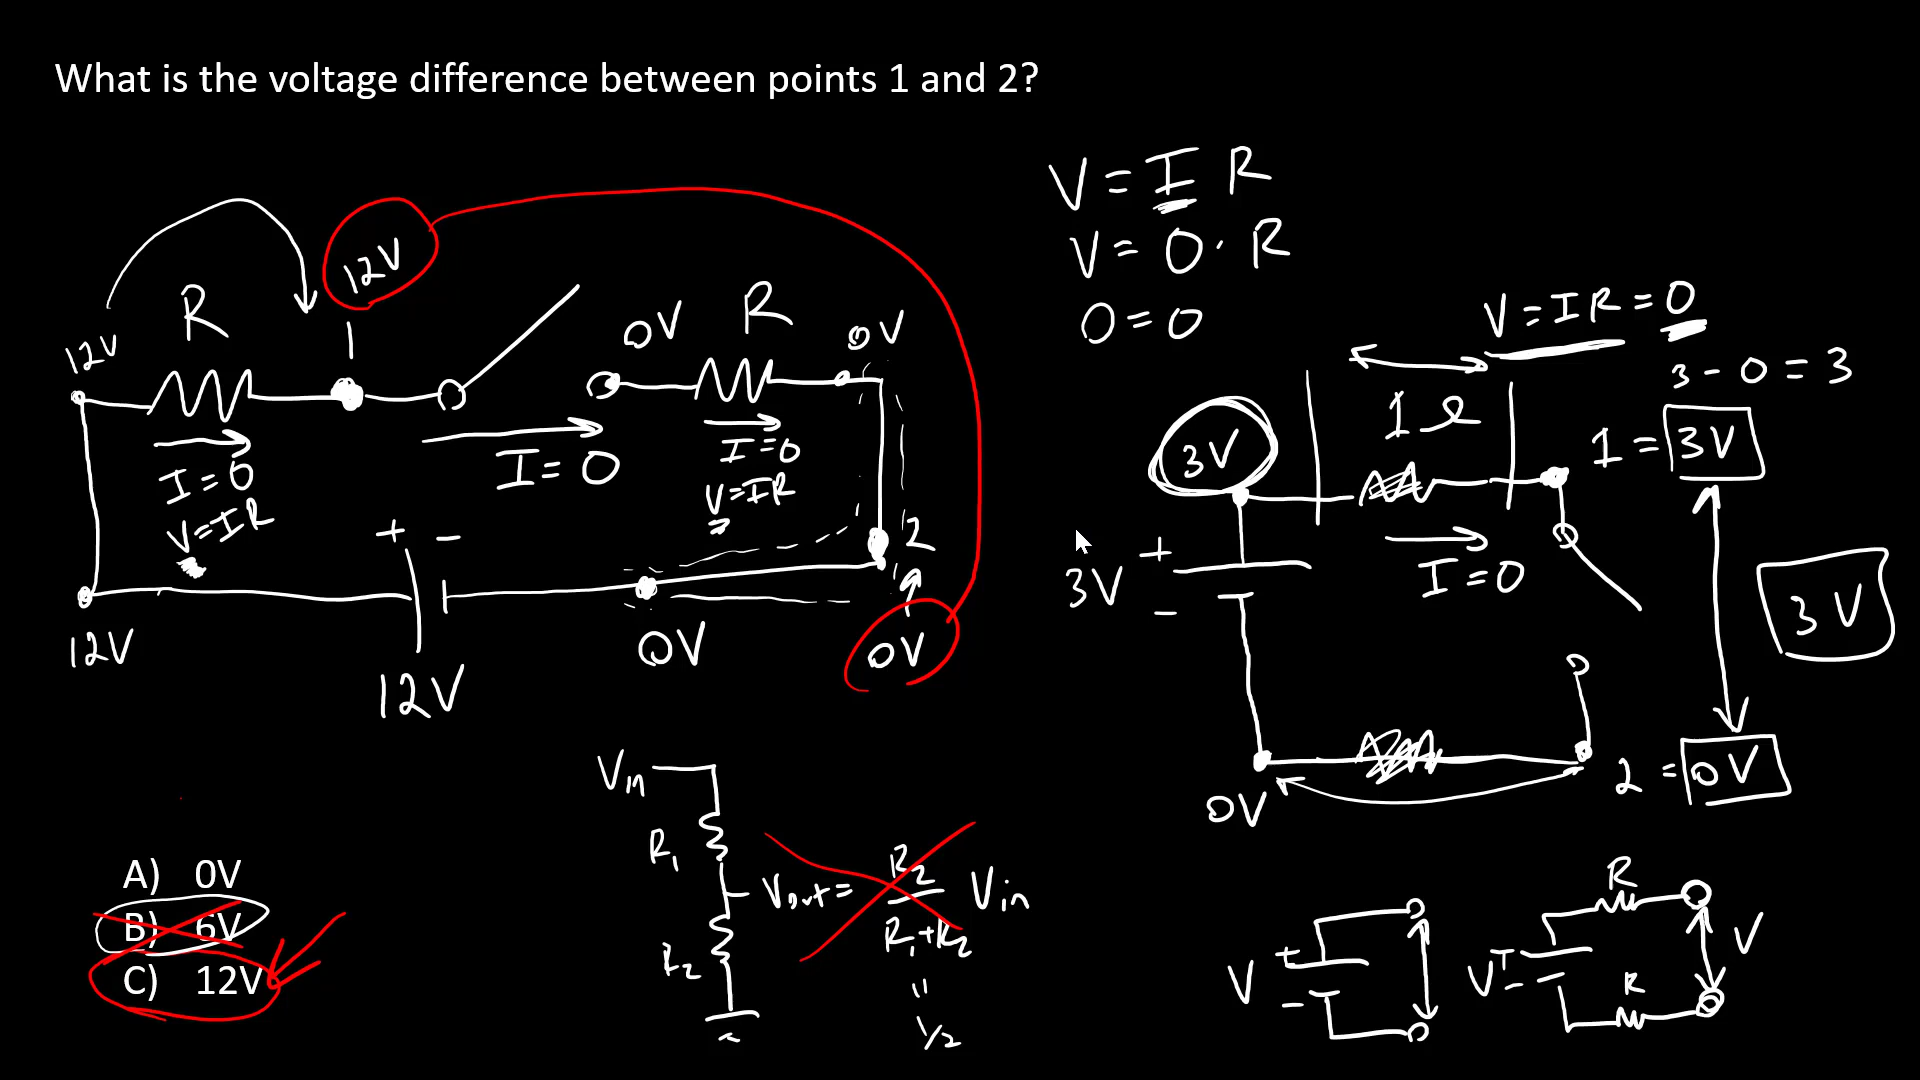 What is the voltage difference between points 1 and 2?
V = I R
V = 0 · R
0 = 0
12V
R
12V
1
0V
R
0V
I = 0
V = IR
I = 0
I = 0
V = IR
2
+ -
12V
12V
0V
0V
V = IR = 0
3 - 0 = 3
1 Ω
3V
1 = 3V
+
3V
-
I = 0
3V
0V
2 = 0V
Vin
R1
Vout = R2
R1+R2
Vin
R2
"
1/2
A) 0V
B) 6V
C) 12V
V
+
-
R
V
+
-
R
V